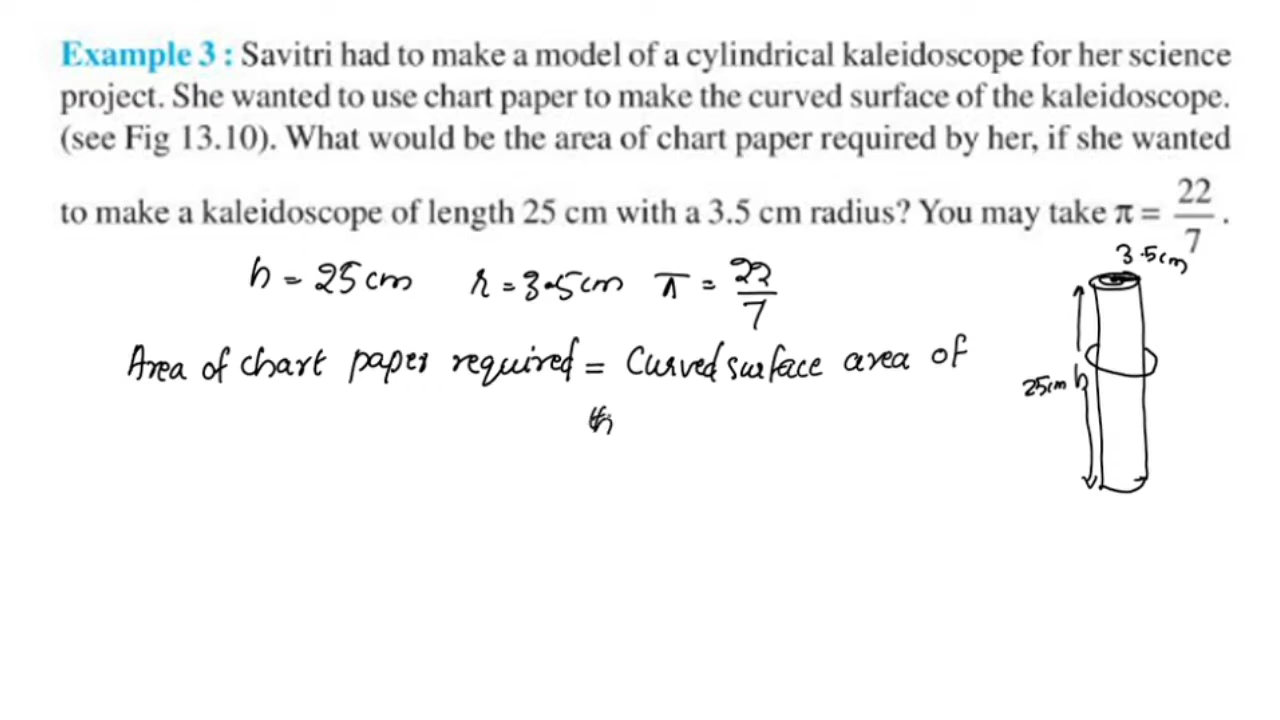 Example 3 : Savitri had to make a model of a cylindrical kaleidoscope for her science
project. She wanted to use chart paper to make the curved surface of the kaleidoscope.
(see Fig 13.10). What would be the area of chart paper required by her, if she wanted
to make a kaleidoscope of length 25 cm with a 3.5 cm radius? You may take π = 22/7 .
3.5cm
h = 25cm r = 3.5cm π = 22/7
Area of chart paper required = Curved surface area of
25cm h
th